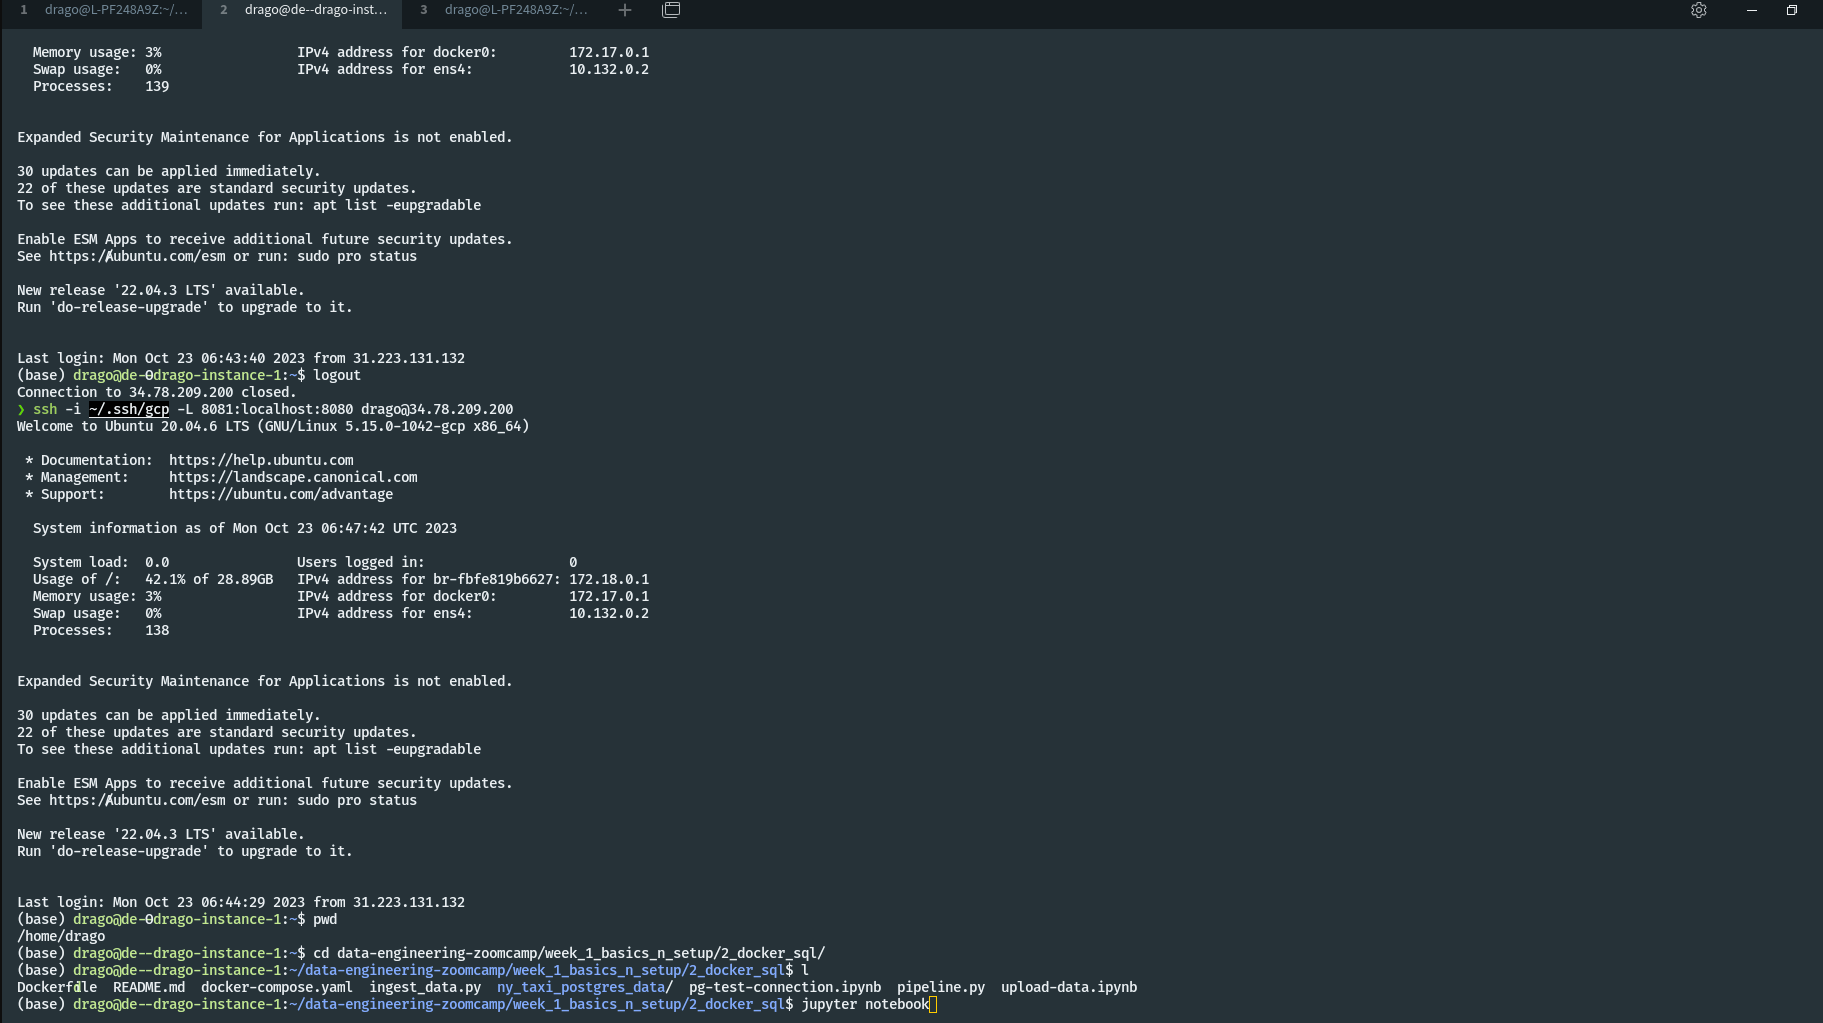 1 drago@L-PF248A9Z:~/... 2 drago@de--drago-inst... 3 drago@L-PF248A9Z:~/...
Memory usage: 3% IPv4 address for docker0: 172.17.0.1
Swap usage: 0% IPv4 address for ens4: 10.132.0.2
Processes: 139
Expanded Security Maintenance for Applications is not enabled.
30 updates can be applied immediately.
22 of these updates are standard security updates.
To see these additional updates run: apt list -eupgradable
Enable ESM Apps to receive additional future security updates.
See https://ubuntu.com/esm or run: sudo pro status
New release '22.04.3 LTS' available.
Run 'do-release-upgrade' to upgrade to it.
Last login: Mon Oct 23 06:43:40 2023 from 31.223.131.132
(base) drago@de-0drago-instance-1:~$ logout
Connection to 34.78.209.200 closed.
❯ ssh -i ~/.ssh/gcp -L 8081:localhost:8080 drago@34.78.209.200
Welcome to Ubuntu 20.04.6 LTS (GNU/Linux 5.15.0-1042-gcp x86_64)
* Documentation: https://help.ubuntu.com
* Management: https://landscape.canonical.com
* Support: https://ubuntu.com/advantage
System information as of Mon Oct 23 06:47:42 UTC 2023
System load: 0.0 Users logged in: 0
Usage of /: 42.1% of 28.89GB IPv4 address for br-fbfe819b6627: 172.18.0.1
Memory usage: 3% IPv4 address for docker0: 172.17.0.1
Swap usage: 0% IPv4 address for ens4: 10.132.0.2
Processes: 138
Expanded Security Maintenance for Applications is not enabled.
30 updates can be applied immediately.
22 of these updates are standard security updates.
To see these additional updates run: apt list -eupgradable
Enable ESM Apps to receive additional future security updates.
See https://ubuntu.com/esm or run: sudo pro status
New release '22.04.3 LTS' available.
Run 'do-release-upgrade' to upgrade to it.
Last login: Mon Oct 23 06:44:29 2023 from 31.223.131.132
(base) drago@de-0drago-instance-1:~$ pwd
/home/drago
(base) drago@de--drago-instance-1:~$ cd data-engineering-zoomcamp/week_1_basics_n_setup/2_docker_sql/
(base) drago@de--drago-instance-1:~/data-engineering-zoomcamp/week_1_basics_n_setup/2_docker_sql$ l
Dockerfile README.md docker-compose.yaml ingest_data.py ny_taxi_postgres_data/ pg-test-connection.ipynb pipeline.py upload-data.ipynb
(base) drago@de--drago-instance-1:~/data-engineering-zoomcamp/week_1_basics_n_setup/2_docker_sql$ jupyter notebook